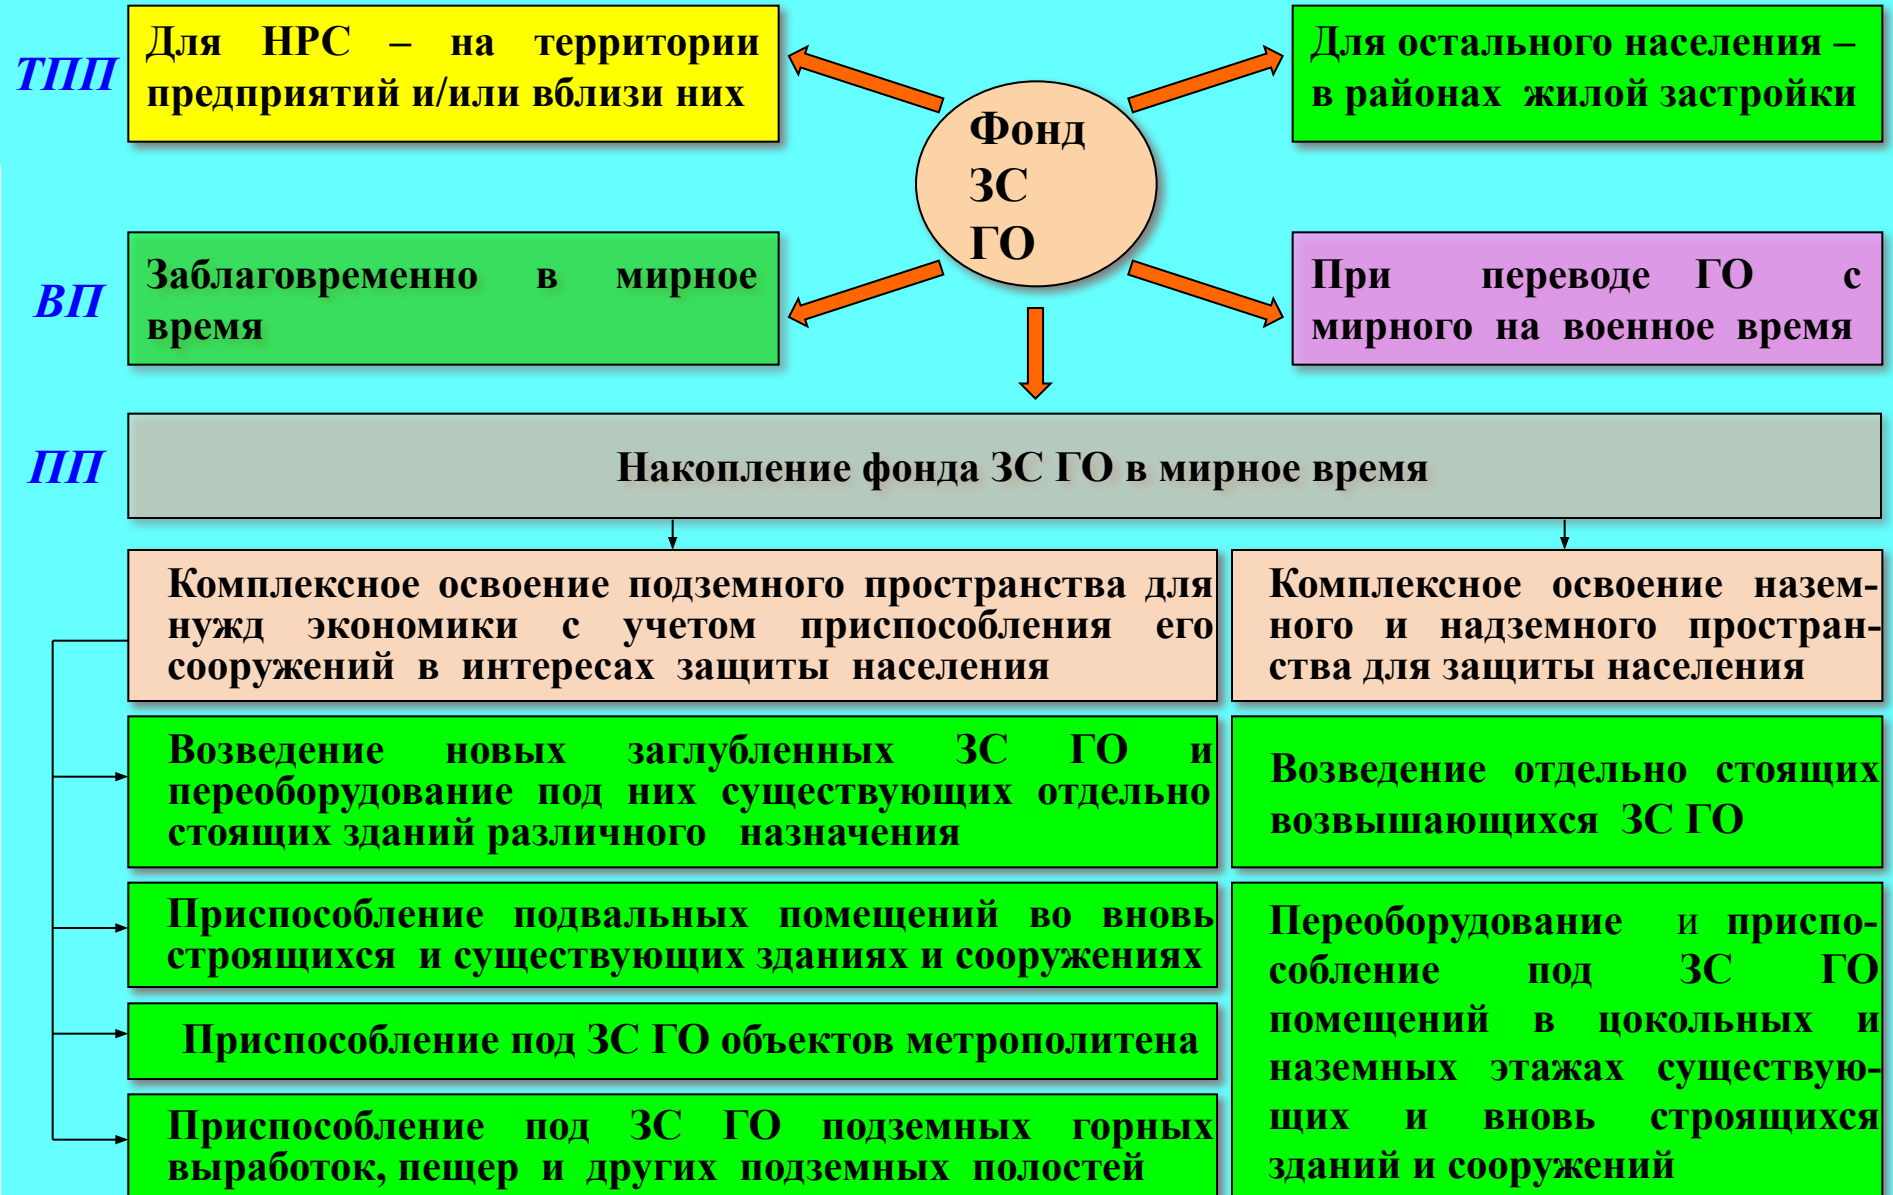 ТПП
Для НРС – на территории
предприятий и/или вблизи них
Для остального населения –
в районах жилой застройки
Фонд
ЗС
ГО
ВП
Заблаговременно в мирное
время
При переводе ГО с
мирного на военное время
ПП
Накопление фонда ЗС ГО в мирное время
Комплексное освоение подземного пространства для
нужд экономики с учетом приспособления его
сооружений в интересах защиты населения
Возведение новых заглубленных ЗС ГО и
переоборудование под них существующих отдельно
стоящих зданий различного назначения
Приспособление подвальных помещений во вновь
строящихся и существующих зданиях и сооружениях
Приспособление под ЗС ГО объектов метрополитена
Приспособление под ЗС ГО подземных горных
выработок, пещер и других подземных полостей
Комплексное освоение назем-
ного и надземного простран-
ства для защиты населения
Возведение отдельно стоящих
возвышающихся ЗС ГО
Переоборудование и приспо-
собление под ЗС ГО
помещений в цокольных и
наземных этажах существую-
щих и вновь строящихся
зданий и сооружений